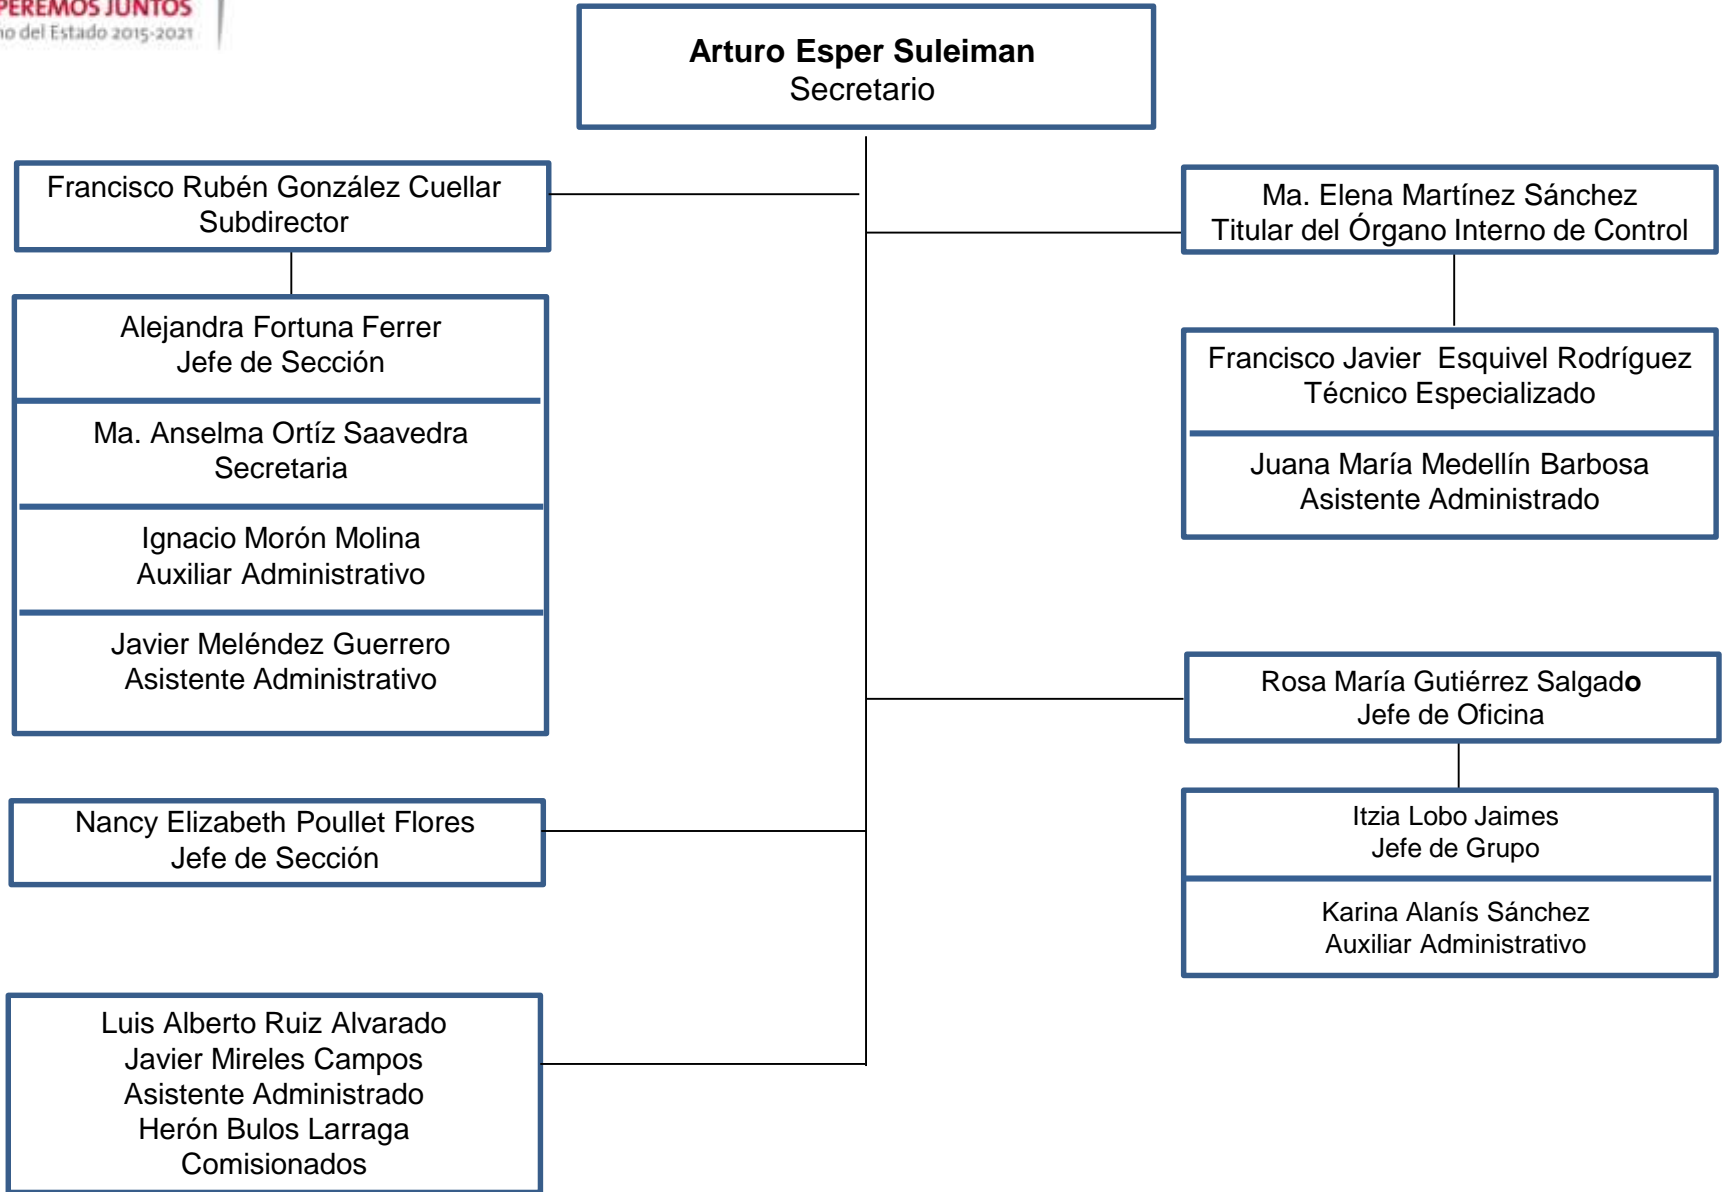 PEREMOS JUNTOS
no del Estado 2015-2021
Arturo Esper Suleiman
Secretario
Francisco Rubén González Cuellar
Subdirector
Alejandra Fortuna Ferrer
Jefe de Sección
Ma. Anselma Ortíz Saavedra
Secretaria
Ignacio Morón Molina
Auxiliar Administrativo
Javier Meléndez Guerrero
Asistente Administrativo
Nancy Elizabeth Poullet Flores
Jefe de Sección
Luis Alberto Ruiz Alvarado
Javier Mireles Campos
Asistente Administrado
Herón Bulos Larraga
Comisionados
Ma. Elena Martínez Sánchez
Titular del Órgano Interno de Control
Francisco Javier  Esquivel Rodríguez
Técnico Especializado
Juana María Medellín Barbosa
Asistente Administrado
Rosa María Gutiérrez Salgado
Jefe de Oficina
Itzia Lobo Jaimes
Jefe de Grupo
Karina Alanís Sánchez
Auxiliar Administrativo